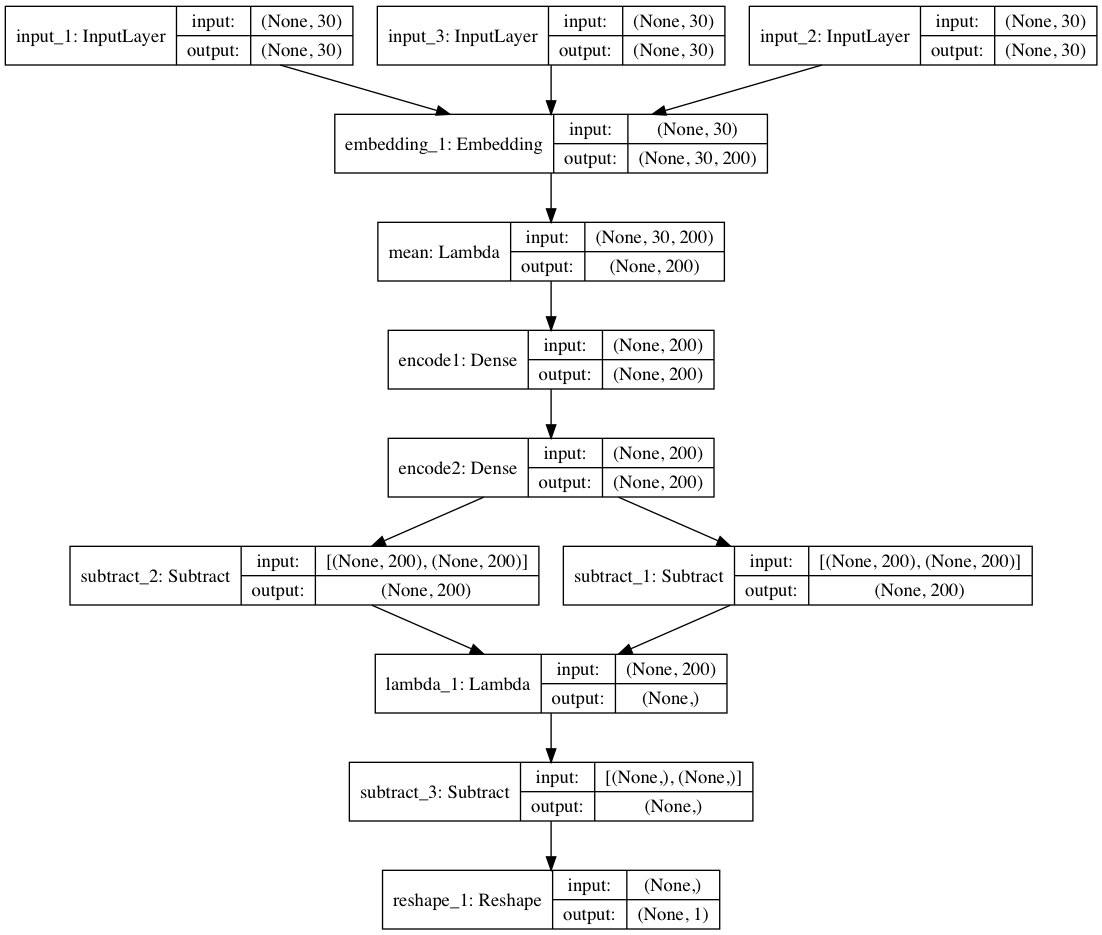 input_1: InputLayer
input:
(None, 30)
output:
(None, 30)
input_3: InputLayer
input:
(None, 30)
output:
(None, 30)
input_2: InputLayer
input:
(None, 30)
output:
(None, 30)
embedding_1: Embedding
input:
(None, 30)
output:
(None, 30, 200)
mean: Lambda
input:
(None, 30, 200)
output:
(None, 200)
encode1: Dense
input:
(None, 200)
output:
(None, 200)
encode2: Dense
input:
(None, 200)
output:
(None, 200)
subtract_2: Subtract
input:
[(None, 200), (None, 200)]
output:
(None, 200)
subtract_1: Subtract
input:
[(None, 200), (None, 200)]
output:
(None, 200)
lambda_1: Lambda
input:
(None, 200)
output:
(None,)
subtract_3: Subtract
input:
[(None,), (None,)]
output:
(None,)
reshape_1: Reshape
input:
(None,)
output:
(None, 1)